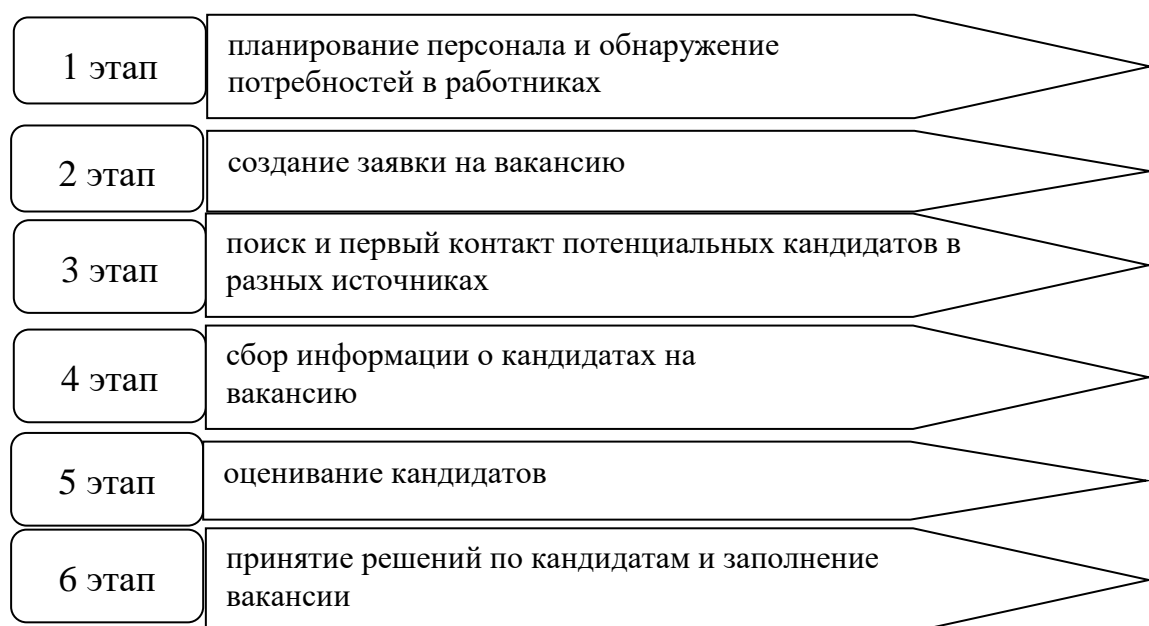 1 этап
планирование персонала и обнаружение
потребностей в работниках
2 этап
создание заявки на вакансию
3 этап
поиск и первый контакт потенциальных кандидатов в
разных источниках
4 этап
сбор информации о кандидатах на
вакансию
5 этап
оценивание кандидатов
6 этап
принятие решений по кандидатам и заполнение
вакансии